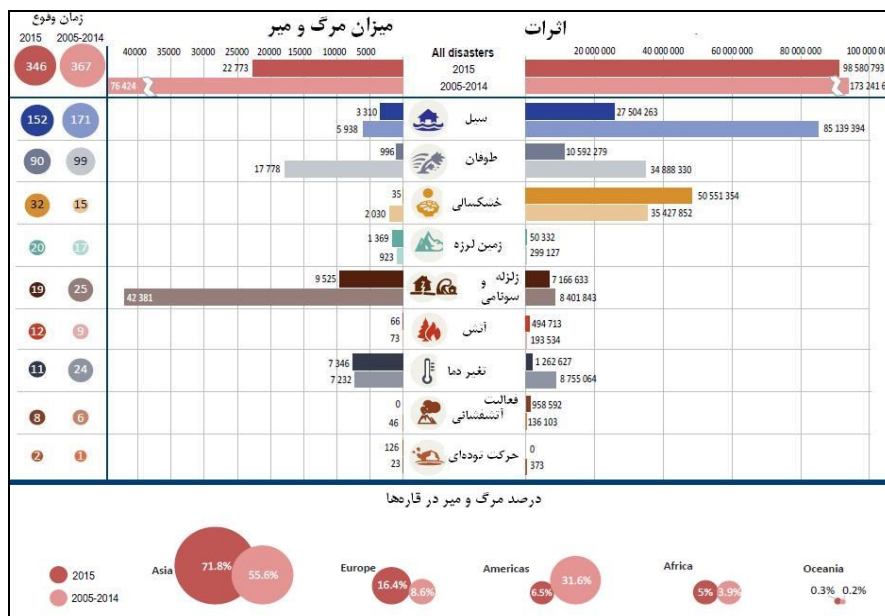 زمان وقوع
میزان مرگ و میر
اثرات
2015 2005-2014
40000 35000 30000 25000 20000 15000 10000 5000
20 000 000 40 000 000 60 000 000 80 000 000 100 000
346 367
All disasters
22 773 2015 98 580 793
76 424 2005-2014 173 241 6
152 171
3 310 سیل 27 504 263
5 938 85 139 394
90 99
996 طوفان 10 592 279
17 778 34 888 330
32 15
35 خشکسالی 50 551 354
2 030 35 427 852
20 17
1 369 زمین لرزه 50 332
923 299 127
19 25
9 525 زلزله و 7 166 633
42 381 سونامی 8 401 843
12 9
66 آتش 494 713
73 193 534
11 24
7 346 تغیر دما 1 262 627
7 232 8 755 064
8 6
0 فعالیت 958 592
46 آتشفشانی 136 103
2 1
126 حرکت توده‌ای 0
23 373
درصد مرگ و میر در قاره‌ها
2015
2005-2014
Asia 71.8% 55.6%
Europe 16.4% 8.6%
Americas 6.5% 31.6%
Africa 5% 3.9%
Oceania
0.3% 0.2%